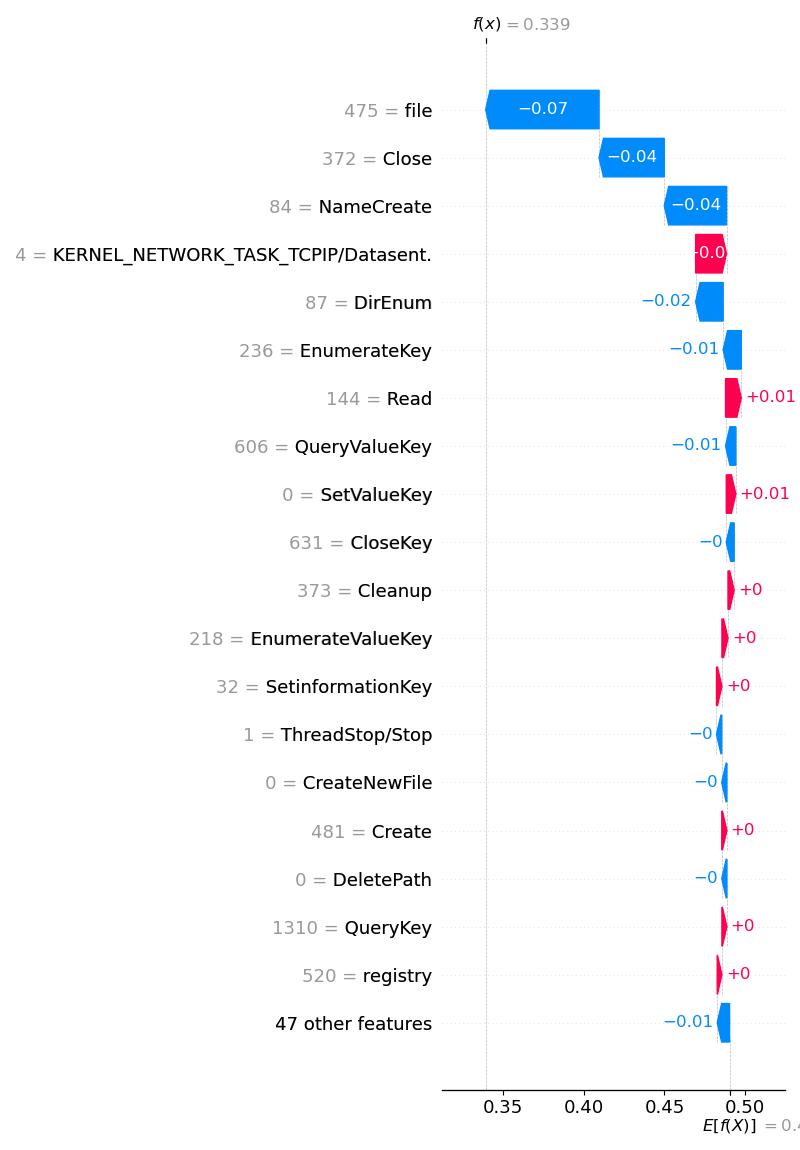 f(x) = 0.339
475 = file
−0.07
372 = Close
−0.04
84 = NameCreate
−0.04
4 = KERNEL_NETWORK_TASK_TCPIP/Datasent.
87 = DirEnum
−0.02
236 = EnumerateKey
−0.01
144 = Read
+0.01
606 = QueryValueKey
−0.01
0 = SetValueKey
+0.01
631 = CloseKey
−0
373 = Cleanup
+0
218 = EnumerateValueKey
+0
32 = SetinformationKey
+0
1 = ThreadStop/Stop
−0
0 = CreateNewFile
−0
481 = Create
+0
0 = DeletePath
−0
1310 = QueryKey
+0
520 = registry
+0
47 other features
−0.01
0.35 0.40 0.45 0.50
E[f(X)] =